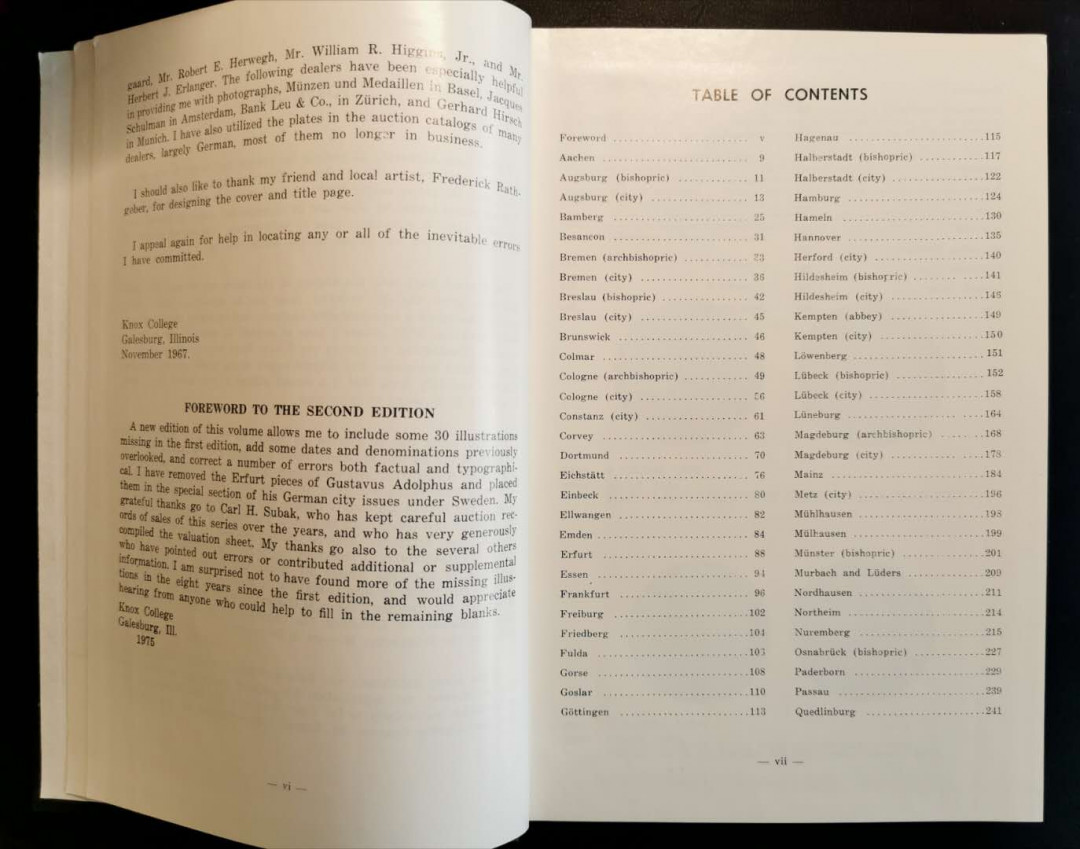 gaard, Mr. Robert E. Herwegh, Mr. William R. Higgins, Jr., and Mr.
Herbert J. Erlanger. The following dealers have been especially helpful
in providing me with photographs, Münzen und Medaillen in Basel, Jacques
Schulman in Amsterdam, Bank Leu & Co., in Zürich, and Gerhard Hirsch
in Munich. I have also utilized the plates in the auction catalogs of many
dealers, largely German, most of them no longer in business.
I should also like to thank my friend and local artist, Frederick Rath-
gober, for designing the cover and title page.
I appeal again for help in locating any or all of the inevitable errors
I have committed.
Knox College
Galesburg, Illinois
November 1967.
FOREWORD TO THE SECOND EDITION
A new edition of this volume allows me to include some 30 illustrations
missing in the first edition, add some dates and denominations previously
overlooked, and correct a number of errors both factual and typographi-
cal. I have removed the Erfurt pieces of Gustavus Adolphus and placed
them in the special section of his German city issues under Sweden. My
grateful thanks go to Carl H. Subak, who has kept careful auction rec-
ords of sales of this series over the years, and who has very generously
compiled the valuation sheet. My thanks go also to the several others
who have pointed out errors or contributed additional or supplemental
information. I am surprised not to have found more of the missing illus-
tions in the eight years since the first edition, and would appreciate
hearing from anyone who could help to fill in the remaining blanks.
Knox College
Galesburg, Ill.
1975
— vi —
TABLE OF CONTENTS
Foreword ........ v
Aachen ........ 9
Augsburg (bishopric) ........ 11
Augsburg (city) ........ 13
Bamberg ........ 25
Besancon ........ 31
Bremen (archbishopric) ........ 33
Bremen (city) ........ 36
Breslau (bishopric) ........ 42
Breslau (city) ........ 45
Brunswick ........ 46
Colmar ........ 48
Cologne (archbishopric) ........ 49
Cologne (city) ........ 56
Constanz (city) ........ 61
Corvey ........ 63
Dortmund ........ 70
Eichstätt ........ 76
Einbeck ........ 80
Ellwangen ........ 82
Emden ........ 84
Erfurt ........ 88
Essen ........ 94
Frankfurt ........ 96
Freiburg ........ 102
Friedberg ........ 104
Fulda ........
Gorse ........ 108
Goslar ........ 110
Göttingen ........ 113
Hagenau ........ 115
Halberstadt (bishopric) ........ 117
Halberstadt (city) ........ 122
Hamburg ........ 124
Hameln ........ 130
Hannover ........ 135
Herford (city) ........ 140
Hildesheim (bishopric) ........ 141
Hildesheim (city) ........ 146
Kempten (abbey) ........ 149
Kempten (city) ........ 150
Löwenberg ........ 151
Lübeck (bishopric) ........ 152
Lübeck (city) ........ 158
Lüneburg ........ 164
Magdeburg (archbishopric) ........ 168
Magdeburg (city) ........
Mainz ........ 184
Metz (city) ........ 196
Mühlhausen ........ 198
Mülhausen ........ 199
Münster (bishopric) ........ 201
Murbach and Lüders ........ 209
Nordhausen ........ 211
Northeim ........ 214
Nuremberg ........ 215
Osnabrück (bishopric) ........ 227
Paderborn ........ 229
Passau ........ 239
Quedlinburg ........ 241
— vii —